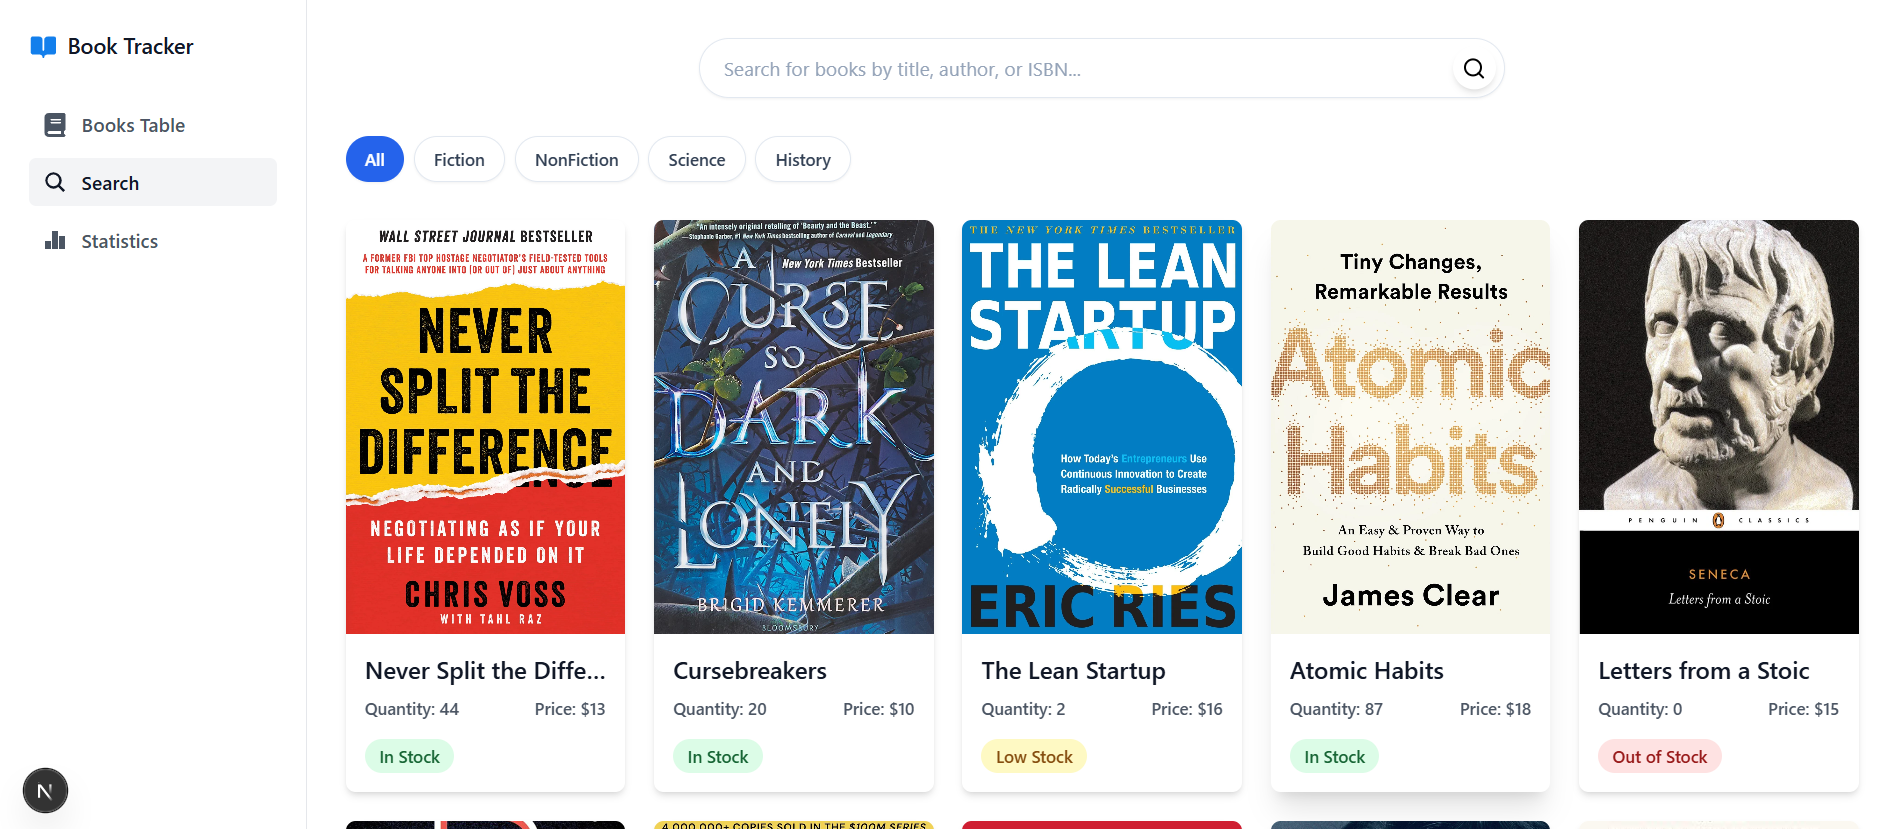 Book Tracker
Books Table
Search
Statistics
N
Search for books by title, author, or ISBN...
All
Fiction
NonFiction
Science
History
WALL STREET JOURNAL BESTSELLER
A FORMER FBI TOP HOSTAGE NEGOTIATOR'S FIELD-TESTED TOOLS
FOR TALKING ANYONE INTO (OR OUT OF) JUST ABOUT ANYTHING
NEVER
SPLIT THE
DIFFERENCE
NEGOTIATING AS IF YOUR
LIFE DEPENDED ON IT
CHRIS VOSS
WITH TAHL RAZ
Never Split the Diffe...
Quantity: 44
Price: $13
In Stock
"An intensely original retelling of 'Beauty and the Beast.'"
—Stephanie Garber, #1 New York Times bestselling author of Caraval and Legendary
New York Times Bestseller
A
CURSE
SO
DARK
AND
LONELY
BRIGID KEMMERER
BLOOMSBURY
Cursebreakers
Quantity: 20
Price: $10
In Stock
THE NEW YORK TIMES BESTSELLER
THE LEAN
STARTUP
How Today's Entrepreneurs Use
Continuous Innovation to Create
Radically Successful Businesses
ERIC RIES
The Lean Startup
Quantity: 2
Price: $16
Low Stock
Tiny Changes,
Remarkable Results
Atomic
Habits
An Easy & Proven Way to
Build Good Habits & Break Bad Ones
James Clear
Atomic Habits
Quantity: 87
Price: $18
In Stock
PENGUIN CLASSICS
SENECA
Letters from a Stoic
Letters from a Stoic
Quantity: 0
Price: $15
Out of Stock
4,000,000+ COPIES SOLD IN THE $100M SERIES